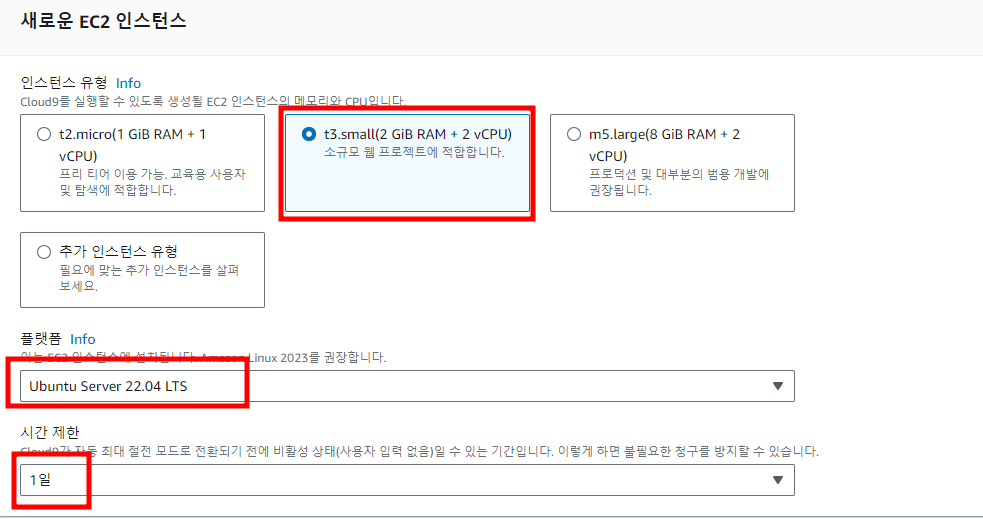 새로운 EC2 인스턴스
인스턴스 유형 Info
Cloud9를 실행할 수 있도록 생성될 EC2 인스턴스의 메모리와 CPU입니다.
t2.micro(1 GiB RAM + 1
vCPU)
프리 티어 이용 가능. 교육용 사용자
및 탐색에 적합합니다.
t3.small(2 GiB RAM + 2 vCPU)
소규모 웹 프로젝트에 적합합니다.
m5.large(8 GiB RAM + 2
vCPU)
프로덕션 및 대부분의 범용 개발에
권장됩니다.
추가 인스턴스 유형
필요에 맞는 추가 인스턴스를 살펴
보세요.
플랫폼 Info
이는 EC2 인스턴스에 설치됩니다. Amazon Linux 2023를 권장합니다.
Ubuntu Server 22.04 LTS
시간 제한
Cloud9가 자동 최대 절전 모드로 전환되기 전에 비활성 상태(사용자 입력 없음)일 수 있는 기간입니다. 이렇게 하면 불필요한 청구를 방지할 수 있습니다.
1일